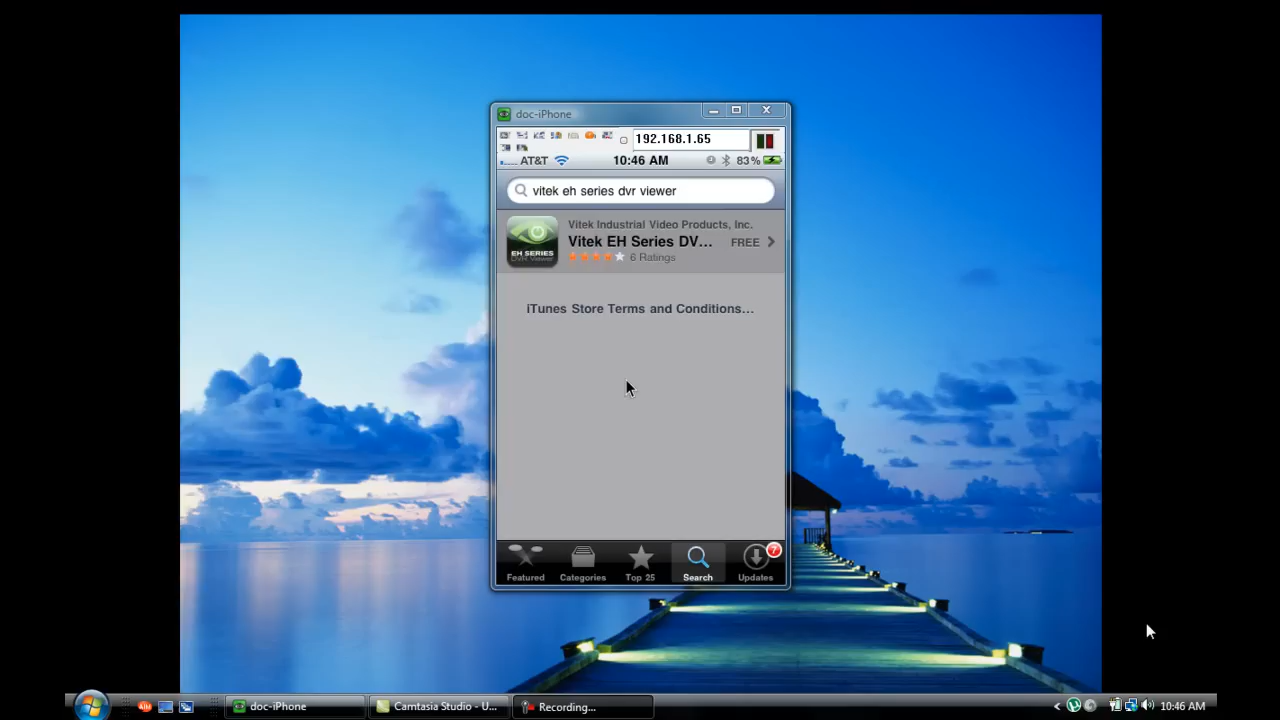 doc-iPhone
192.168.1.65
AT&T 10:46 AM 83%
vitek eh series dvr viewer
Vitek Industrial Video Products, Inc.
Vitek EH Series DV... FREE
6 Ratings
EH SERIES
DVR Viewer
iTunes Store Terms and Conditions...
7
Featured Categories Top 25 Search Updates
doc-iPhone Camtasia Studio - U... Recording... 10:46 AM